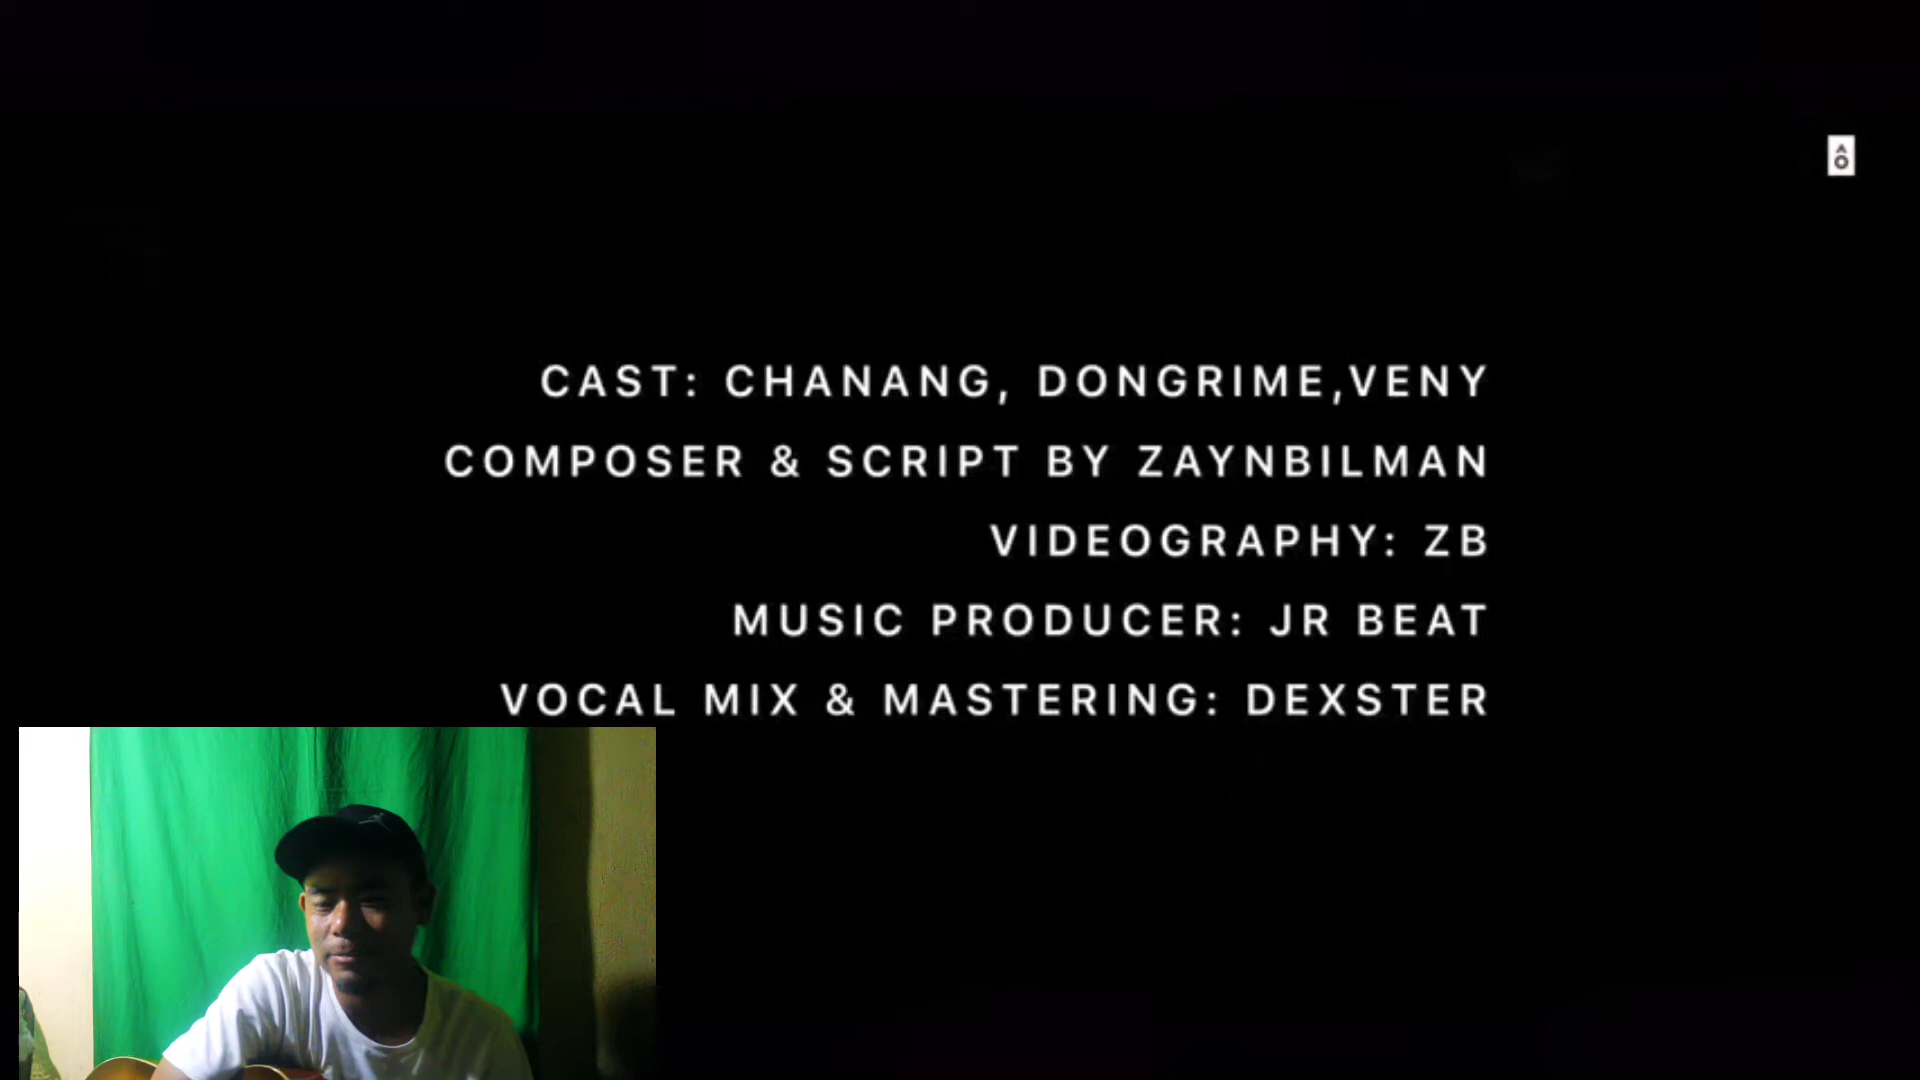 CAST: CHANANG, DONGRIME,VENY
COMPOSER & SCRIPT BY ZAYNBILMAN
VIDEOGRAPHY: ZB
MUSIC PRODUCER: JR BEAT
VOCAL MIX & MASTERING: DEXSTER